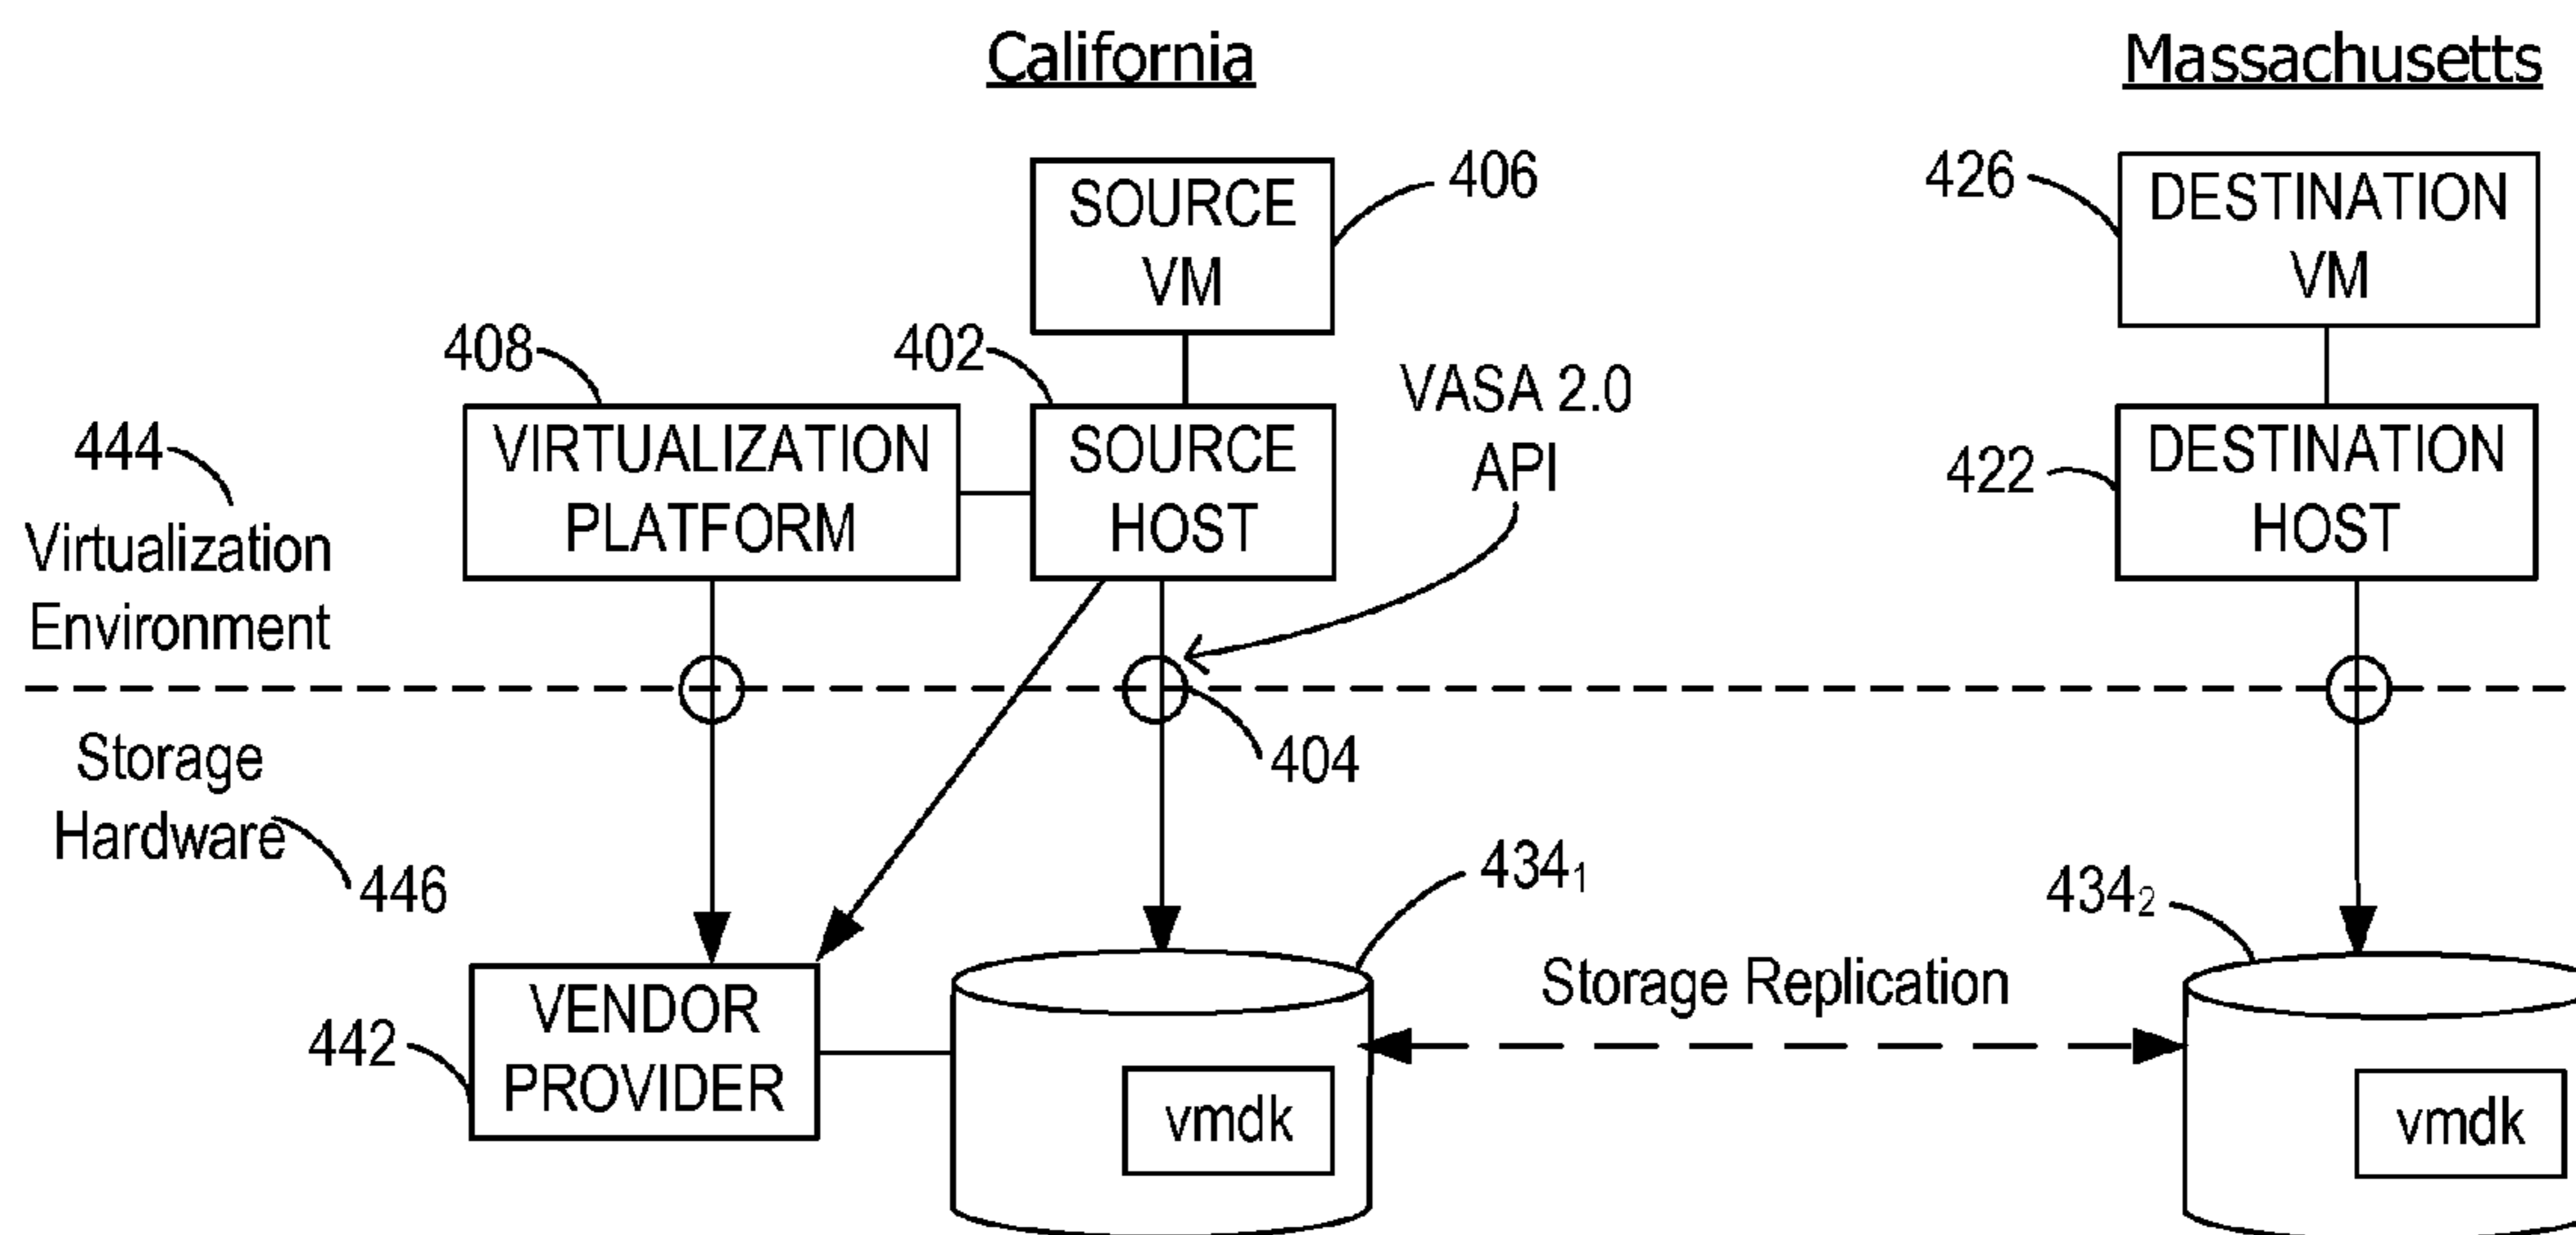 California
Massachusetts
406
426
SOURCE
VM
DESTINATION
VM
408
402
VASA 2.0
API
444
VIRTUALIZATION
PLATFORM
SOURCE
HOST
422
DESTINATION
HOST
Virtualization
Environment
Storage
Hardware
404
446
434₁
434₂
Storage Replication
VENDOR
PROVIDER
442
vmdk
vmdk